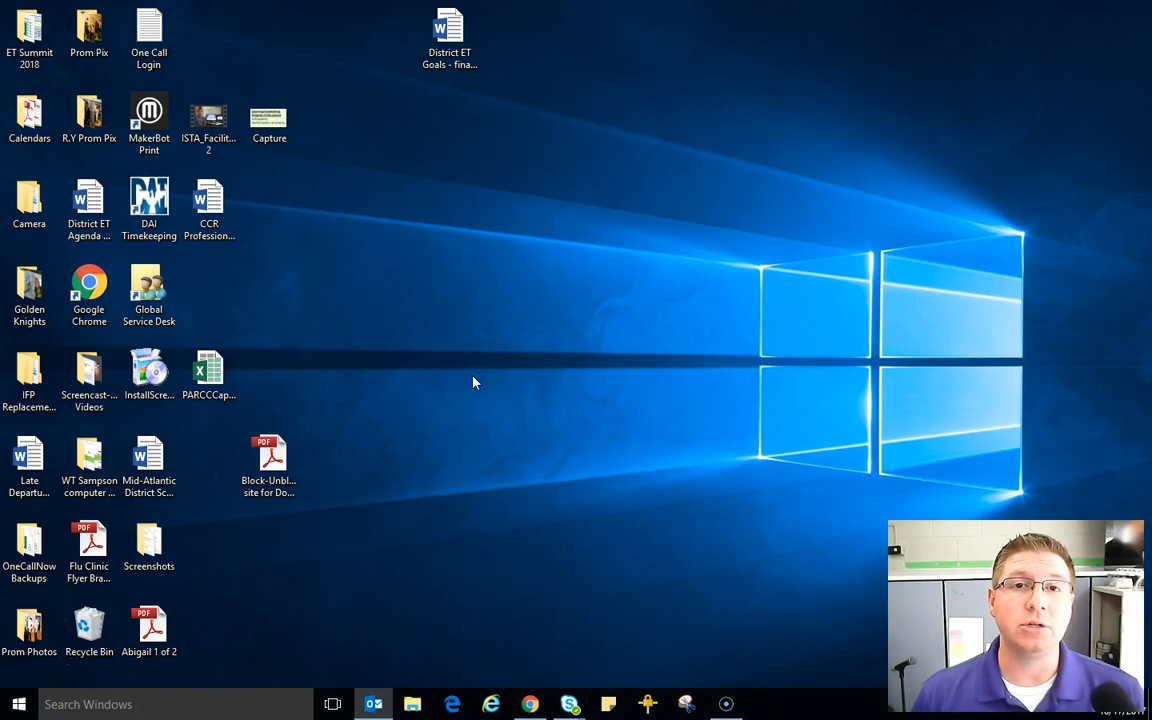 ET Summit
2018
Prom Pix
One Call
Login
District ET
Goals - fina...
Calendars
R.Y Prom Pix
MakerBot
Print
ISTA_Facilit...
2
Capture
Camera
District ET
Agenda ...
DAI
Timekeeping
CCR
Profession...
Golden
Knights
Google
Chrome
Global
Service Desk
IFP
Replaceme...
Screencast-...
Videos
InstallScre...
PARCCCap...
Late
Departu...
WT Sampson
computer ...
Mid-Atlantic
District Sc...
PDF
Block-Unbl...
site for Do...
OneCallNow
Backups
PDF
Flu Clinic
Flyer Bra...
Screenshots
Prom Photos
Recycle Bin
PDF
Abigail 1 of 2
Search Windows